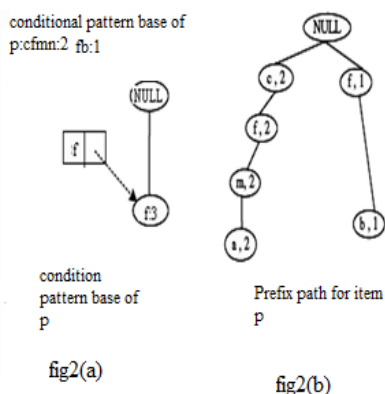 conditional pattern base of
p:cfmn:2 fb:1
NULL
f
f:3
condition
pattern base of
p
fig2(a)
NULL
c,2
f,1
f,2
m,2
a,2
b,1
Prefix path for item
p
fig2(b)